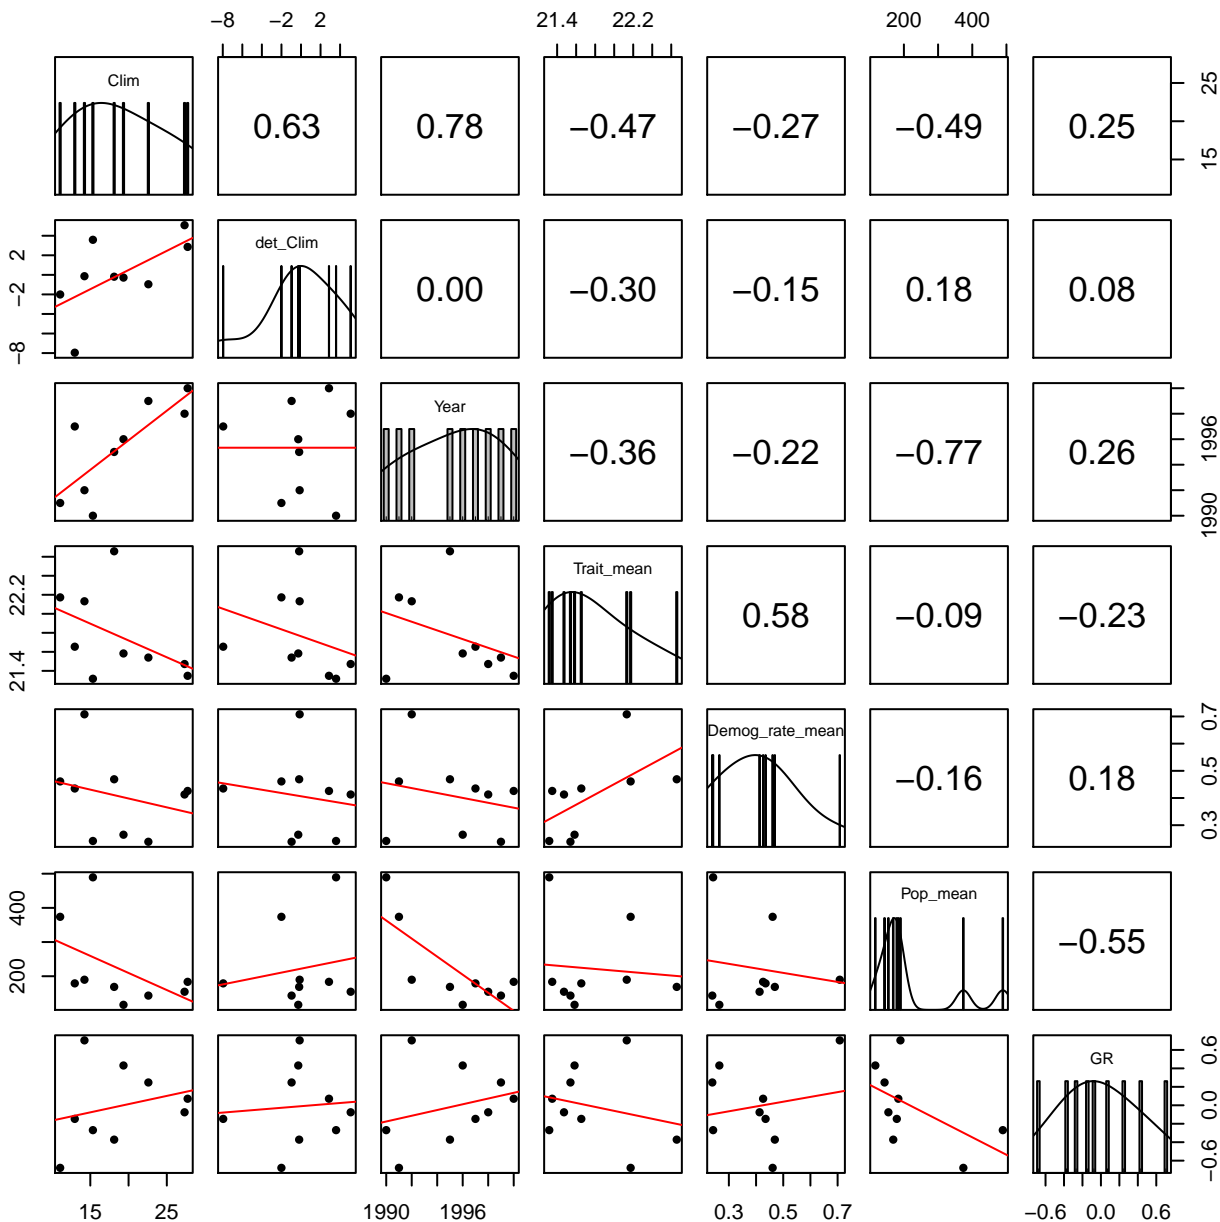 −8 −2 2 21.4 22.2 200 400
Clim 0.63 0.78 −0.47 −0.27 −0.49 0.25 15 25
−8 −2 2 det_Clim 0.00 −0.30 −0.15 0.18 0.08
Year −0.36 −0.22 −0.77 0.26 1990 1996
21.4 22.2 Trait_mean 0.58 −0.09 −0.23
Demog_rate_mean −0.16 0.18 0.3 0.5 0.7
200 400 Pop_mean −0.55
GR −0.6 0.0 0.6
15 25 1990 1996 0.3 0.5 0.7 −0.6 0.0 0.6